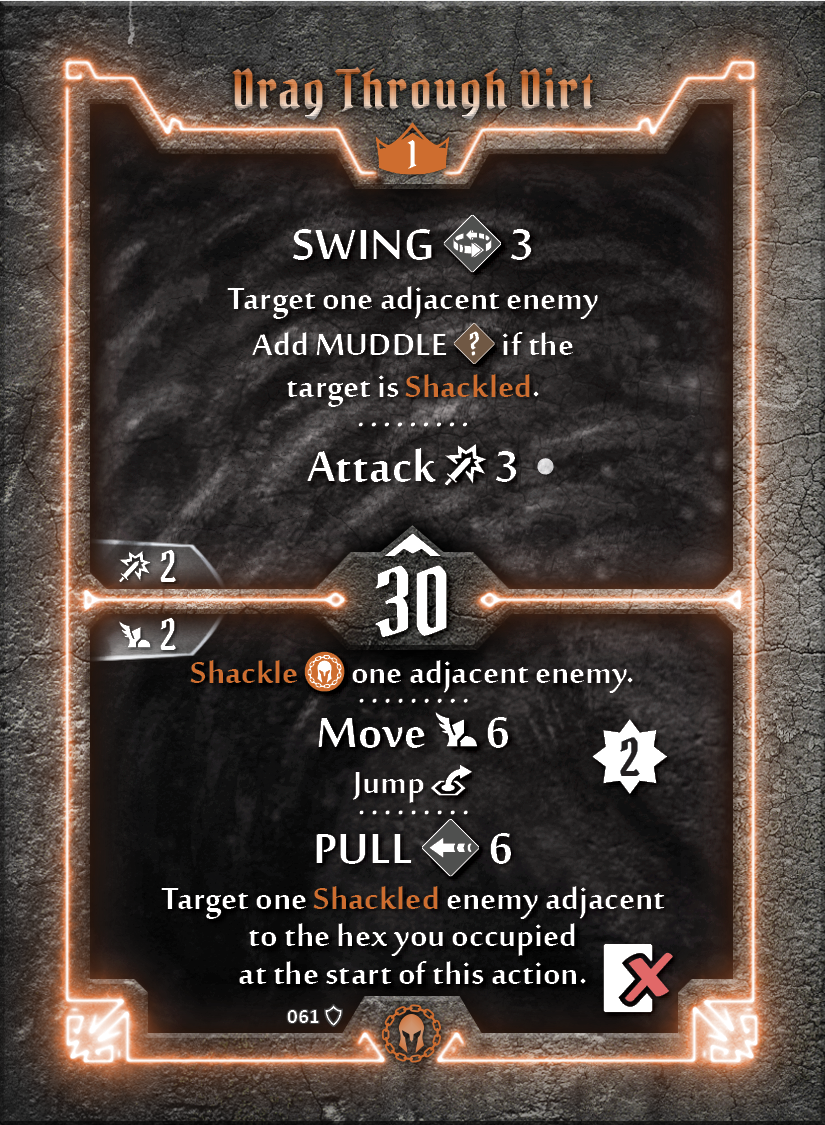 Drag Through Dirt
1
SWING 3
Target one adjacent enemy
Add MUDDLE ? if the
target is Shackled.
Attack 3
2
30
2
Shackle one adjacent enemy.
Move 6
2
Jump
PULL 6
Target one Shackled enemy adjacent
to the hex you occupied
at the start of this action.
061